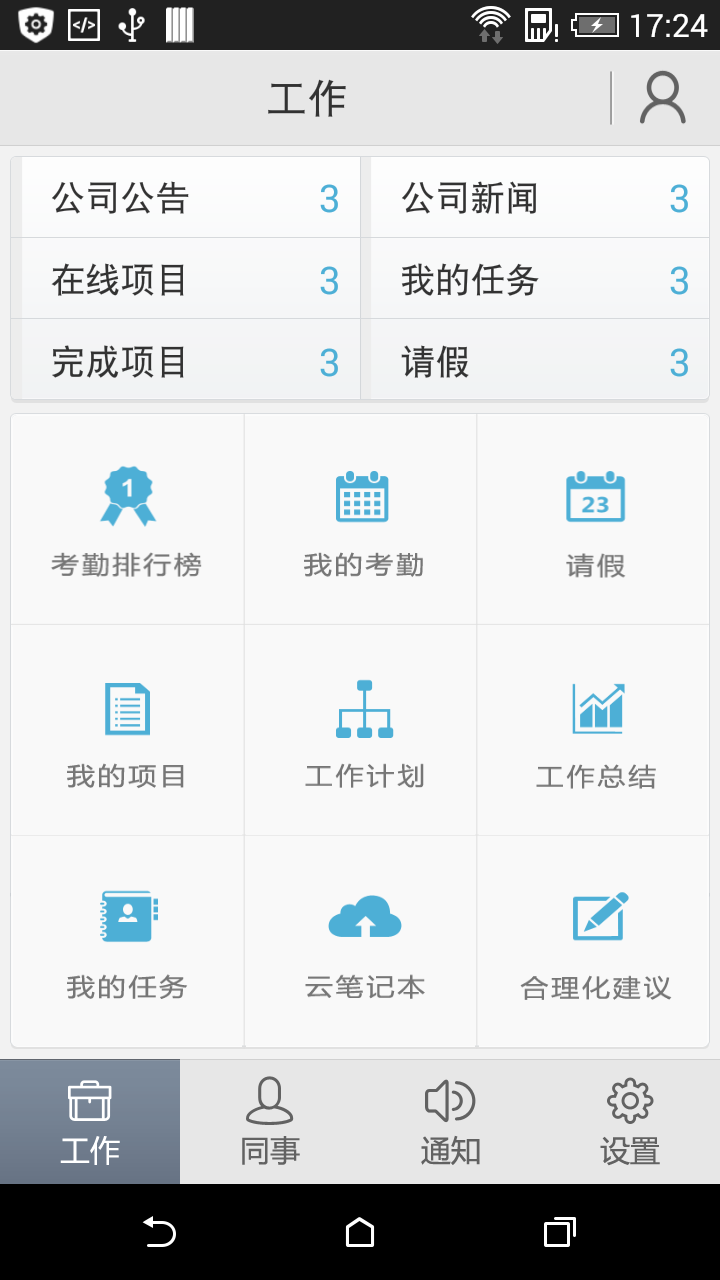 17:24
工作
公司公告 3 公司新闻 3
在线项目 3 我的任务 3
完成项目 3 请假 3
1
23
考勤排行榜 我的考勤 请假
我的项目 工作计划 工作总结
我的任务 云笔记本 合理化建议
工作 同事 通知 设置